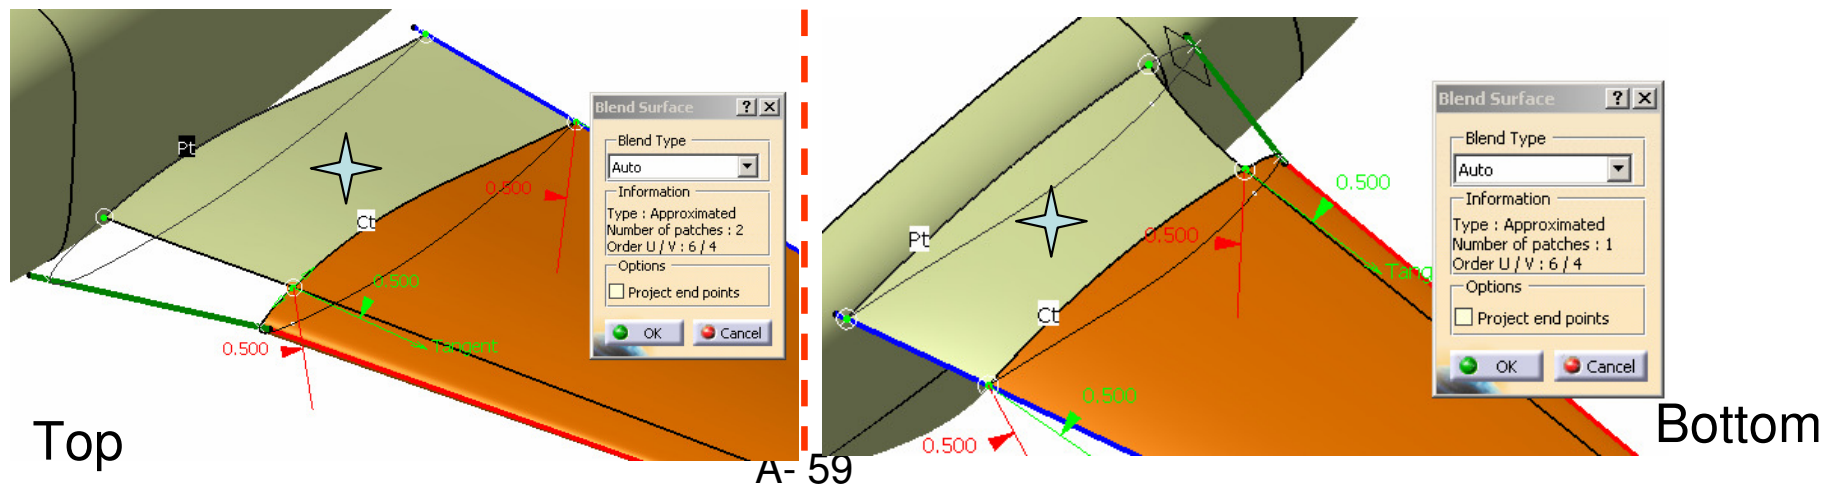 Pt
Ct
0.500
0.500
Tangent
0.500
Blend Surface
Blend Type
Auto
Information
Type : Approximated
Number of patches : 2
Order U / V : 6 / 4
Options
Project end points
OK Cancel
Top
Pt
Ct
0.500
0.500
Tang
0.500
0.500
Blend Surface
Blend Type
Auto
Information
Type : Approximated
Number of patches : 1
Order U / V : 6 / 4
Options
Project end points
OK Cancel
Bottom
A- 59